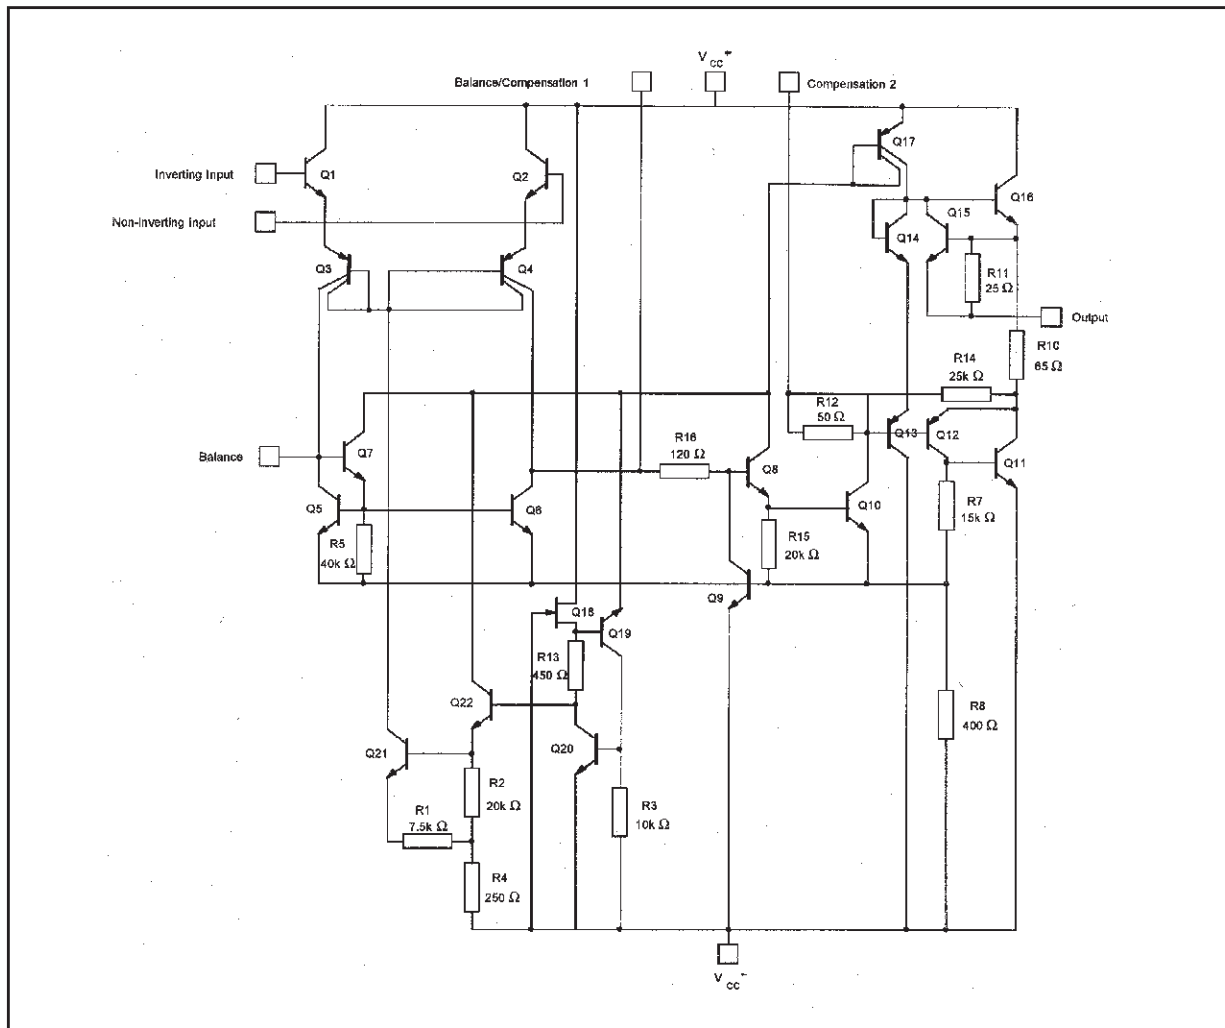 V CC +
Balance/Compensation 1
Compensation 2
Q17
Inverting Input
Q1
Q2
Q16
Non-Inverting Input
Q15
Q14
Q3
Q4
R11
25 Ω
Output
R10
65 Ω
R14
25k Ω
R12
50 Ω
Q13
Q12
R16
120 Ω
Balance
Q7
Q8
Q11
Q5
Q6
Q10
R7
15k Ω
R5
40k Ω
R15
20k Ω
Q9
Q18
Q19
R13
450 Ω
Q22
R8
400 Ω
Q21
Q20
R2
20k Ω
R1
7.5k Ω
R3
10k Ω
R4
250 Ω
V CC -